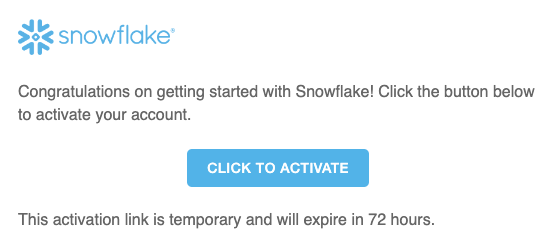 snowflake®
Congratulations on getting started with Snowflake! Click the button below
to activate your account.
CLICK TO ACTIVATE
This activation link is temporary and will expire in 72 hours.